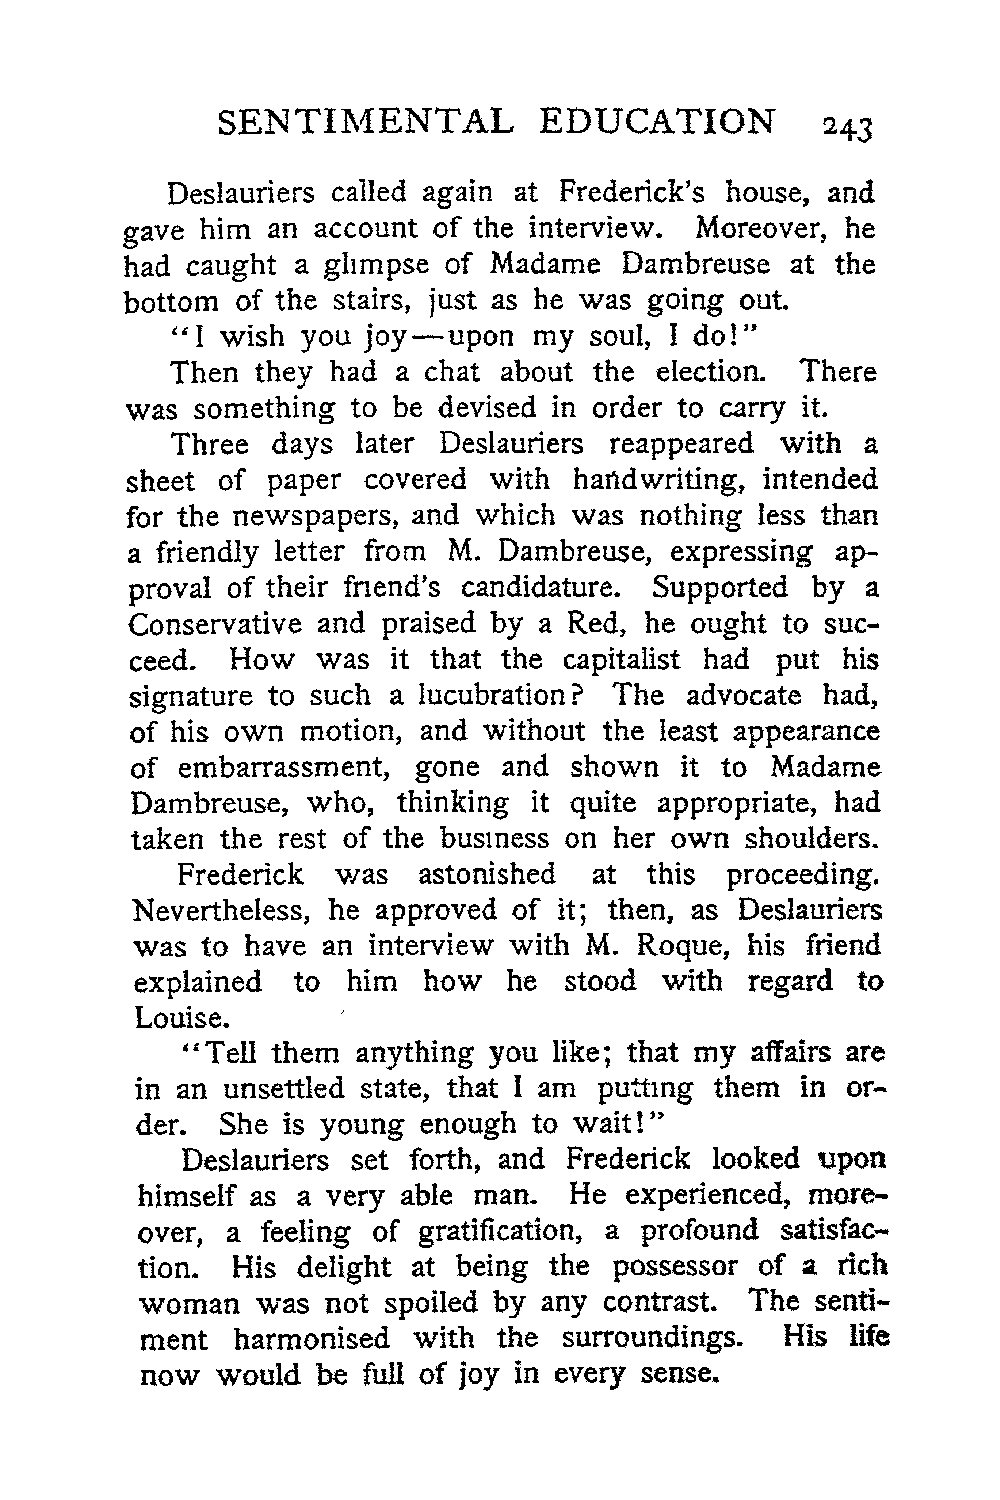 SENTIMENTAL EDUCATION 243
Deslauriers called again at Frederick's house, and
gave him an account of the interview. Moreover, he
had caught a glimpse of Madame Dambreuse at the
bottom of the stairs, just as he was going out.
"I wish you joy—upon my soul, I do!"
Then they had a chat about the election. There
was something to be devised in order to carry it.
Three days later Deslauriers reappeared with a
sheet of paper covered with handwriting, intended
for the newspapers, and which was nothing less than
a friendly letter from M. Dambreuse, expressing ap-
proval of their friend's candidature. Supported by a
Conservative and praised by a Red, he ought to suc-
ceed. How was it that the capitalist had put his
signature to such a lucubration? The advocate had,
of his own motion, and without the least appearance
of embarrassment, gone and shown it to Madame
Dambreuse, who, thinking it quite appropriate, had
taken the rest of the business on her own shoulders.
Frederick was astonished at this proceeding.
Nevertheless, he approved of it; then, as Deslauriers
was to have an interview with M. Roque, his friend
explained to him how he stood with regard to
Louise.
"Tell them anything you like; that my affairs are
in an unsettled state, that I am putting them in or-
der. She is young enough to wait!"
Deslauriers set forth, and Frederick looked upon
himself as a very able man. He experienced, more-
over, a feeling of gratification, a profound satisfac-
tion. His delight at being the possessor of a rich
woman was not spoiled by any contrast. The senti-
ment harmonised with the surroundings. His life
now would be full of joy in every sense.